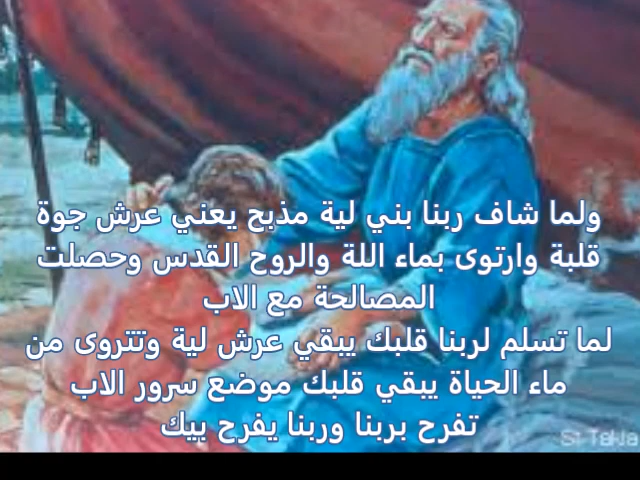 ولما شاف ربنا بني لية مذبح يعني عرش جوة
قلبة وارتوى بماء اللة والروح القدس وحصلت
المصالحة مع الاب
لما تسلم لربنا قلبك يبقي عرش لية وتتروى من
ماء الحياة يبقي قلبك موضع سرور الاب
تفرح بربنا وربنا يفرح بيك
St-Takla